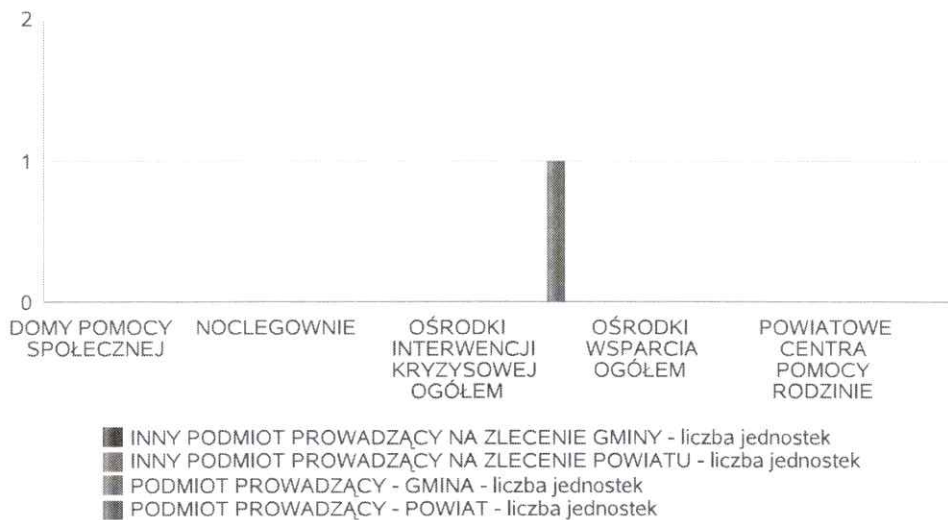 2
1
0
DOMY POMOCY
SPOŁECZNEJ
NOCLEGOWNIE
OŚRODKI
INTERWENCJI
KRYZYSOWEJ
OGÓŁEM
OŚRODKI
WSPARCIA
OGÓŁEM
POWIATOWE
CENTRA
POMOCY
RODZINIE
INNY PODMIOT PROWADZĄCY NA ZLECENIE GMINY - liczba jednostek
INNY PODMIOT PROWADZĄCY NA ZLECENIE POWIATU - liczba jednostek
PODMIOT PROWADZĄCY - GMINA - liczba jednostek
PODMIOT PROWADZĄCY - POWIAT - liczba jednostek